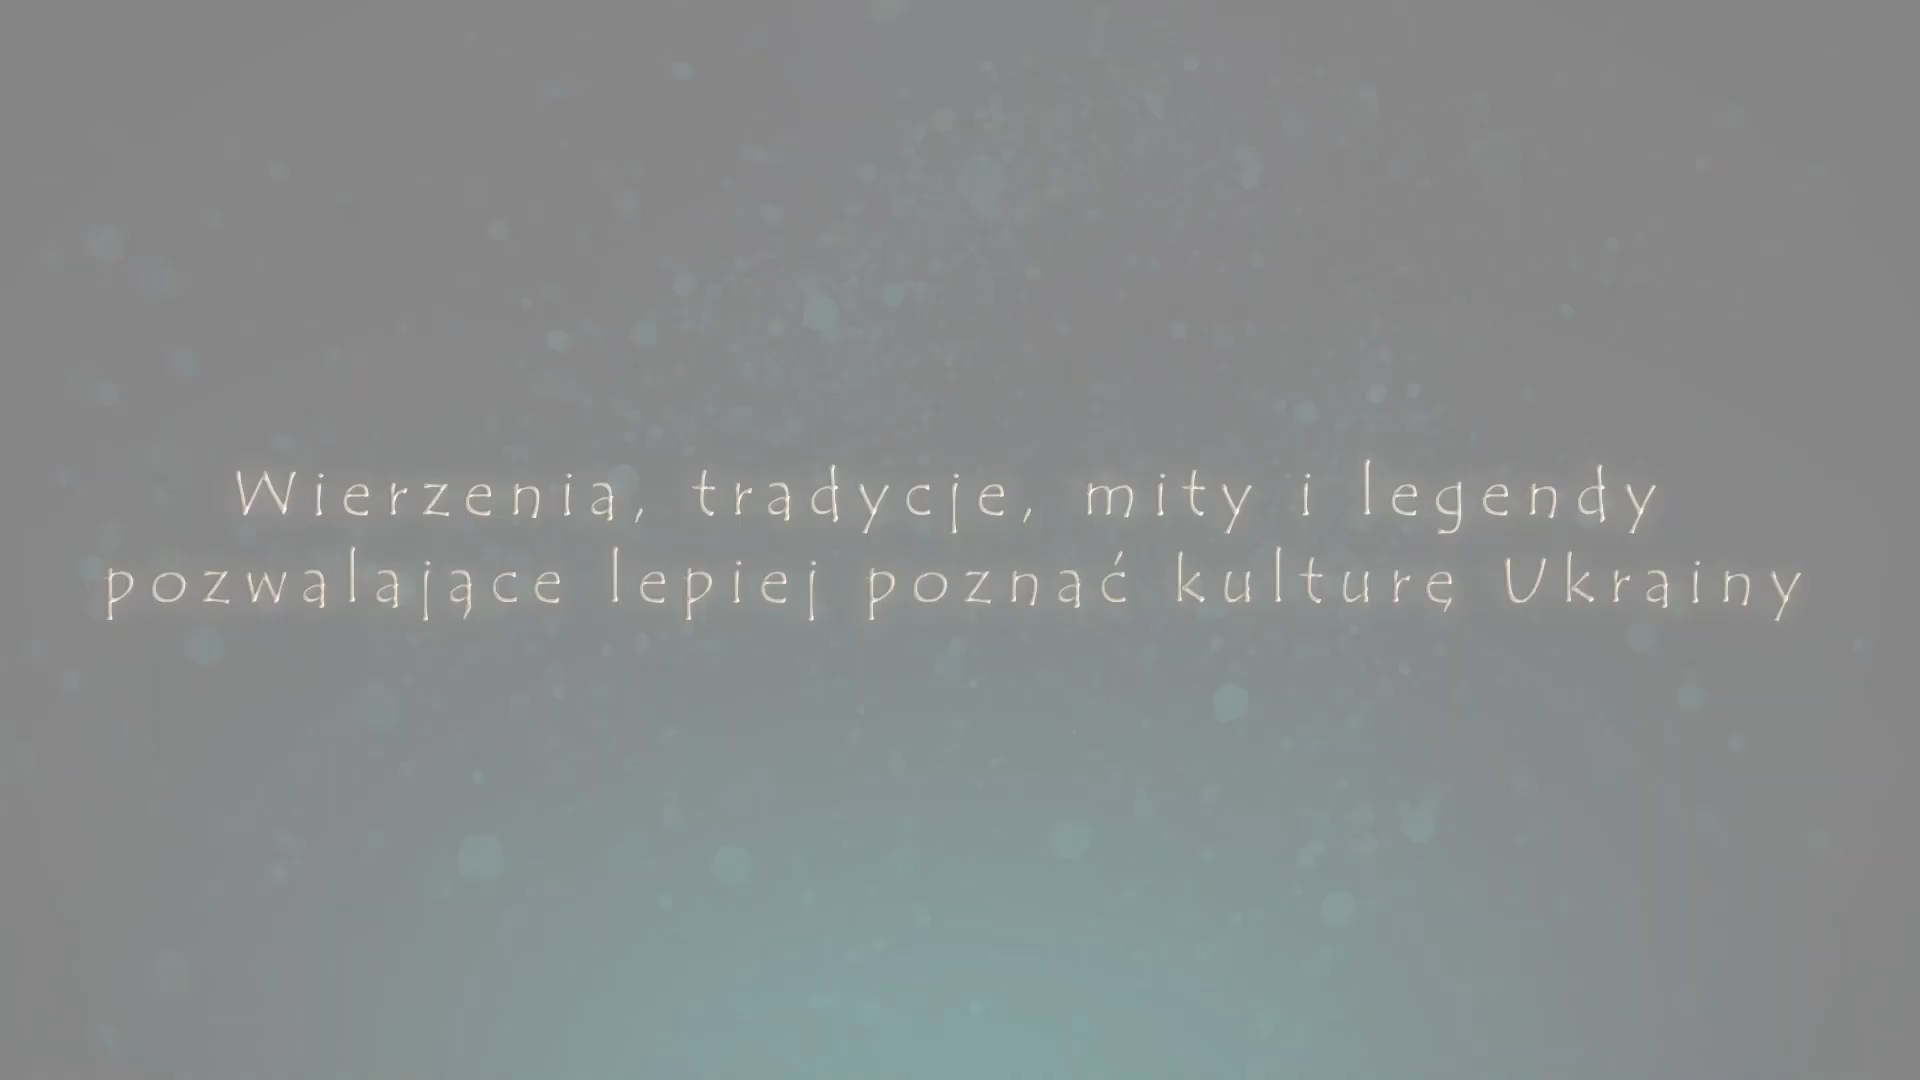 Wierzenia, tradycje, mity i legendy
pozwalające lepiej poznać kulturę Ukrainy